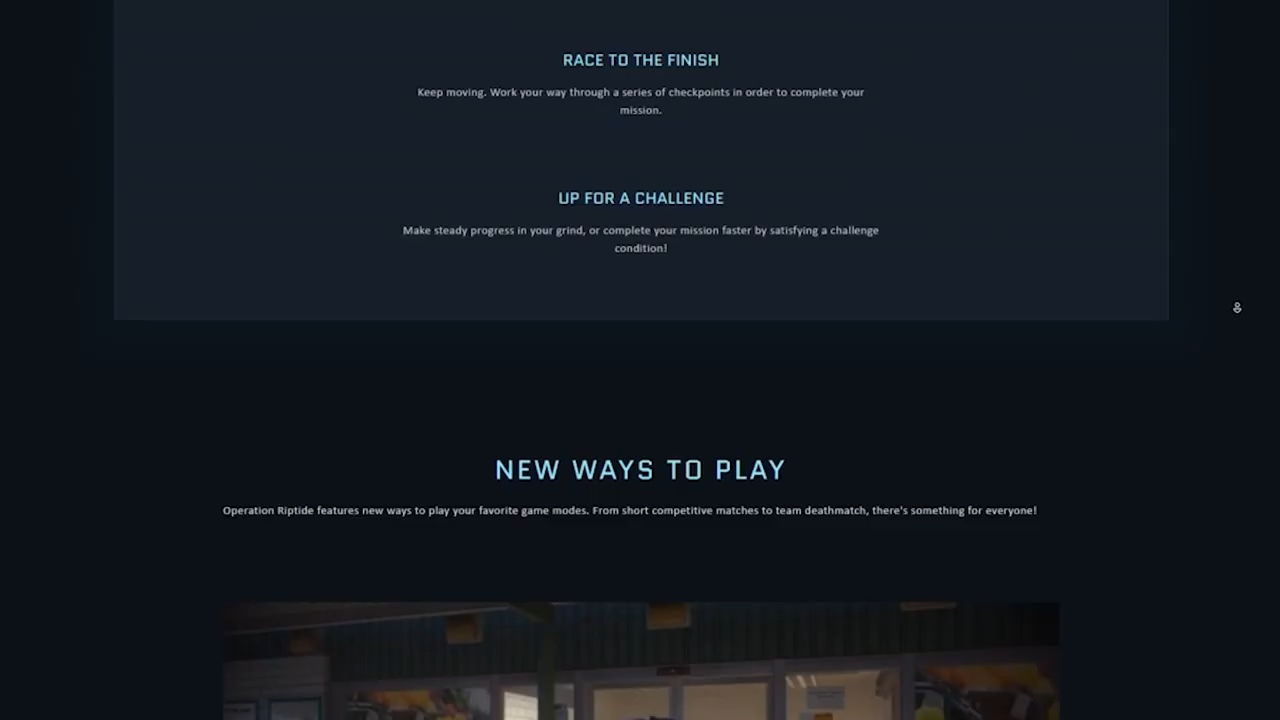 RACE TO THE FINISH
Keep moving. Work your way through a series of checkpoints in order to complete your
mission.
UP FOR A CHALLENGE
Make steady progress in your grind, or complete your mission faster by satisfying a challenge
condition!
NEW WAYS TO PLAY
Operation Riptide features new ways to play your favorite game modes. From short competitive matches to team deathmatch, there's something for everyone!